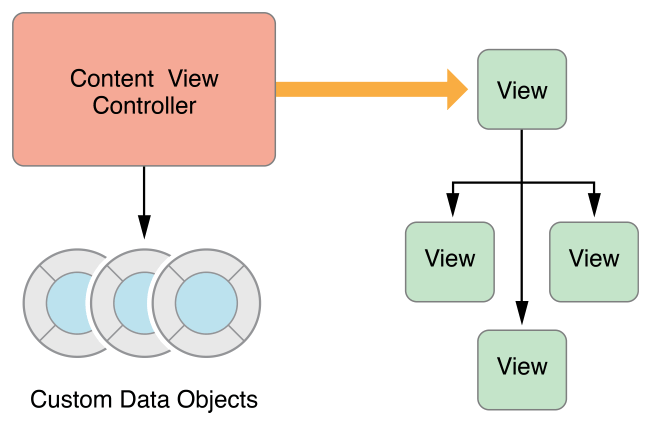 Content View
Controller
View
View
View
View
Custom Data Objects